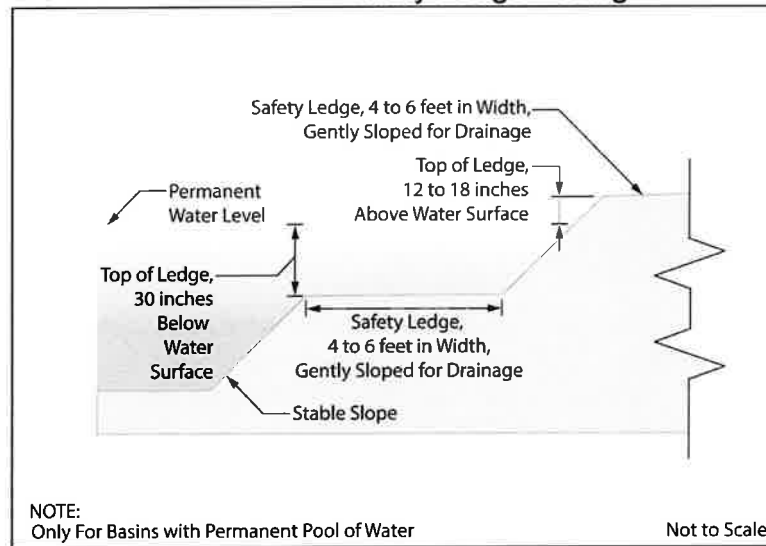 Safety Ledge, 4 to 6 feet in Width,
Gently Sloped for Drainage
Top of Ledge,
12 to 18 inches
Above Water Surface
Permanent
Water Level
Top of Ledge,
30 inches
Below
Water
Surface
Safety Ledge,
4 to 6 feet in Width,
Gently Sloped for Drainage
Stable Slope
NOTE:
Only For Basins with Permanent Pool of Water
Not to Scale